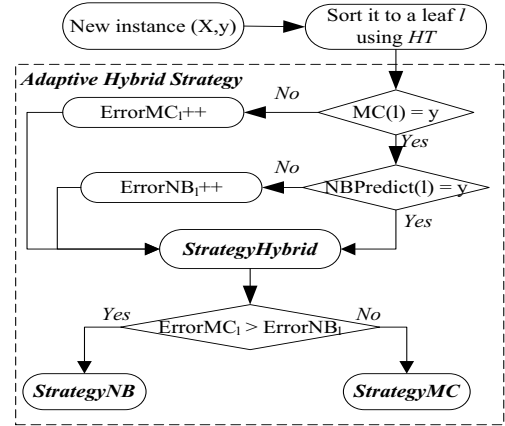 New instance (X,y)
Sort it to a leaf l
using HT
Adaptive Hybrid Strategy
No
ErrorMCl++
MC(l) = y
Yes
No
ErrorNBl++
NBPredict(l) = y
Yes
StrategyHybrid
Yes
ErrorMCl > ErrorNBl
No
StrategyNB
StrategyMC